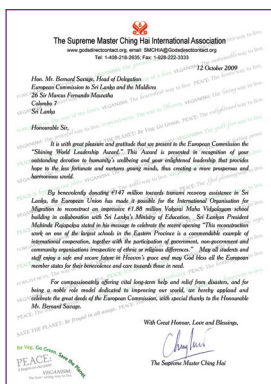 The Supreme Master Ching Hai International Association
www.godsdirectcontact.org, email: SMCHIA@Godsdirectcontact.org
Tel: 1-408-218-2635; Fax: 1-928-222-3333
12 October 2009
Hon. Mr. Bernard Savage, Head of Delegation
European Commission to Sri Lanka and the Maldives
26 Sir Marcus Fernando Mawatha
Colombo 7
Sri Lanka
Honourable Sir,
It is with great pleasure and gratitude that we present to the European Commission the
"Shining World Leadership Award." This Award is presented in recognition of your
outstanding devotion to humanity's wellbeing and your enlightened leadership that provides
hope to the less fortunate and nurtures young minds, thus creating a more prosperous and
harmonious world.
By benevolently donating €147 million towards tsunami recovery assistance in Sri
Lanka, the European Union has made it possible for the International Organisation for
Migration to reconstruct an impressive €1.88 million Vidyalaya school
building in collaboration with Sri Lanka's Ministry of Education. Sri Lankan President
Mahinda Rajapaksa stated in his message to celebrate the recent opening "This reconstruction
work on one of the largest schools in the Eastern Province is a commendable example of
international cooperation, together with the participation of government, non-government and
community organisations irrespective of ethnic or religious differences." May all students and
staff enjoy a safe and secure future in Heaven's grace and may God bless all the European
member states for their benevolence and care towards those in need.
For compassionately offering vital long-term help and relief from disasters, and for
being a noble role model dedicated to improving our world, we hereby applaud and
celebrate the great deeds of the European Commission, with special thanks to the Honourable
Mr. Bernard Savage.
With Great Honour, Love and Blessings,
The Supreme Master Ching Hai
Be Veg. Go Green. Save the Planet.
PEACE:
VEGANISM: